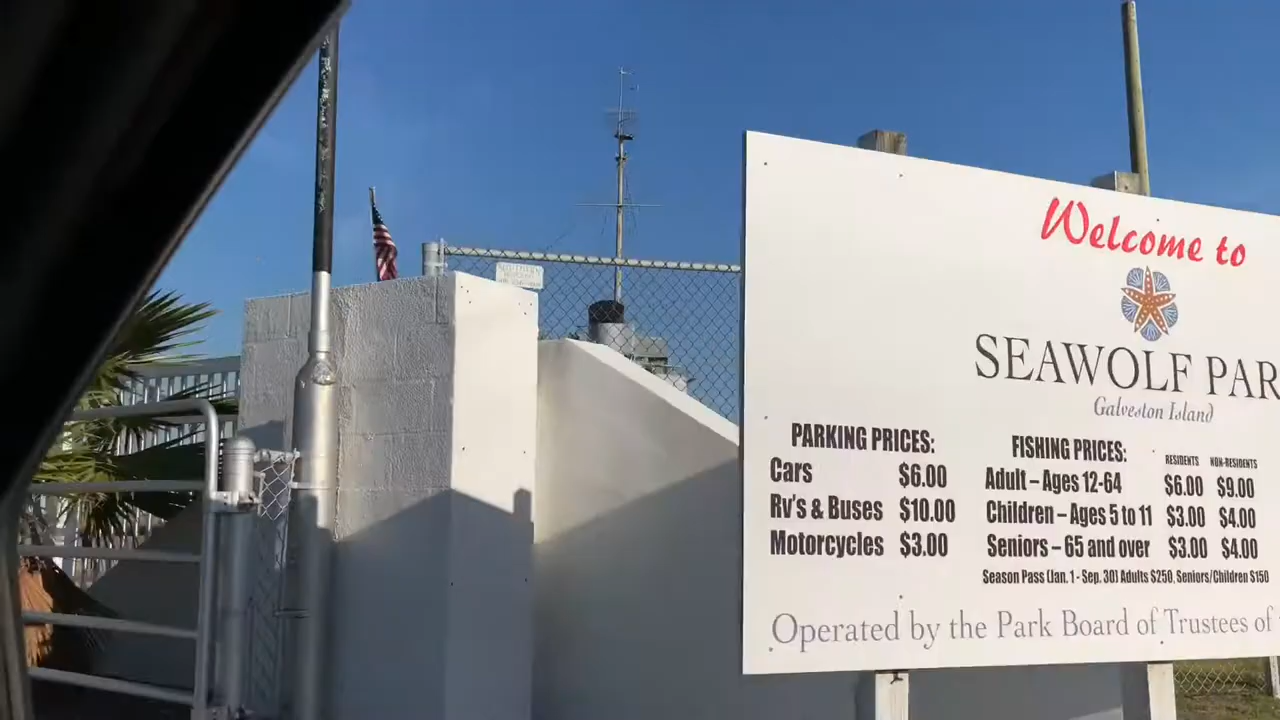 Welcome to
SEAWOLF PAR
Galveston Island
PARKING PRICES:
Cars $6.00
Rv's & Buses $10.00
Motorcycles $3.00
FISHING PRICES:
RESIDENTS NON-RESIDENTS
Adult – Ages 12-64 $6.00 $9.00
Children – Ages 5 to 11 $3.00 $4.00
Seniors – 65 and over $3.00 $4.00
Season Pass (Jan. 1 - Sep. 30) Adults $250, Seniors/Children $150
Operated by the Park Board of Trustees of